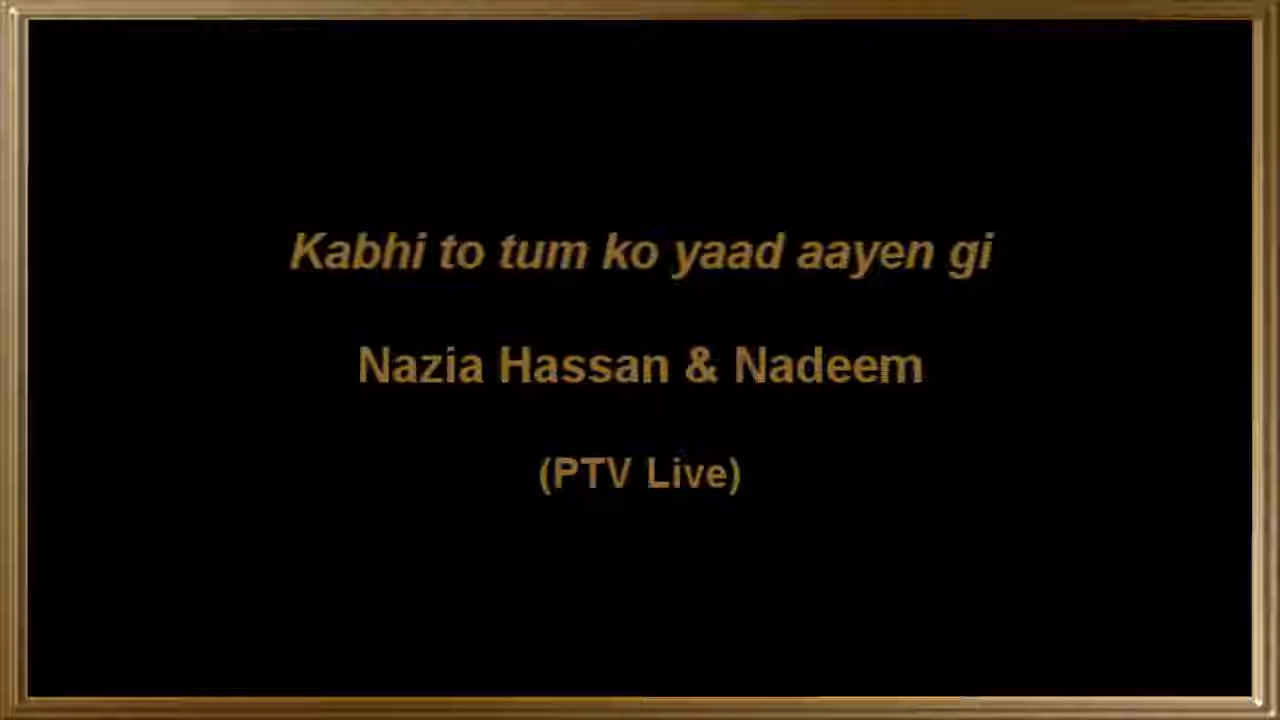 Kabhi to tum ko yaad aayen gi
Nazia Hassan & Nadeem
(PTV Live)